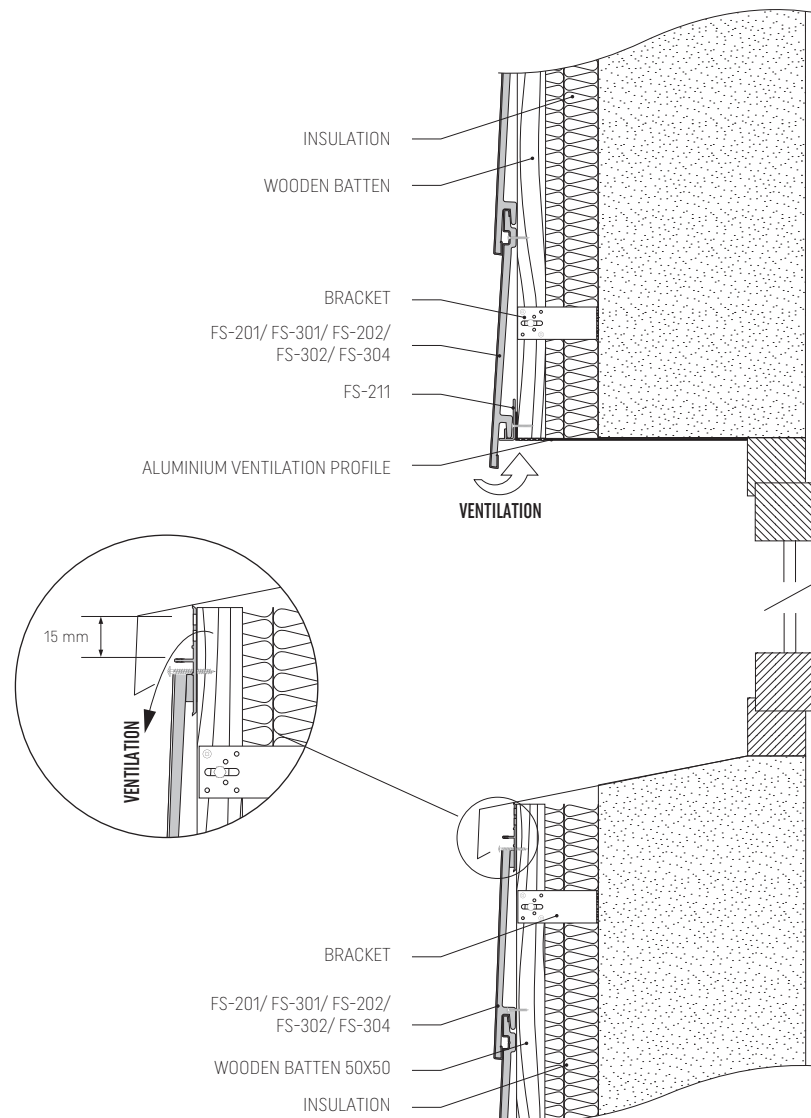 INSULATION
WOODEN BATTEN
BRACKET
FS-201/ FS-301/ FS-202/
FS-302/ FS-304
FS-211
ALUMINIUM VENTILATION PROFILE
VENTILATION
15 mm
VENTILATION
BRACKET
FS-201/ FS-301/ FS-202/
FS-302/ FS-304
WOODEN BATTEN 50X50
INSULATION